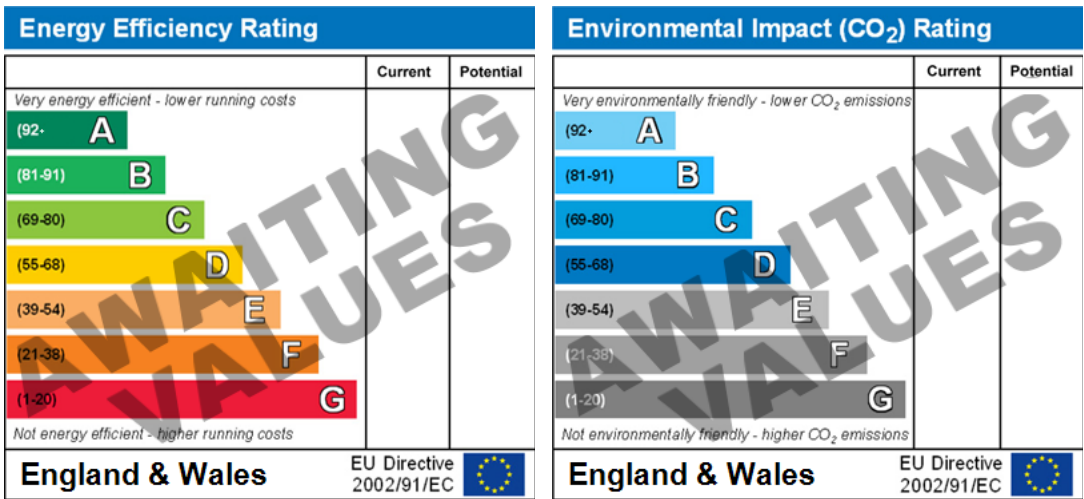 Energy Efficiency Rating
Current Potential
Very energy efficient - lower running costs
(92+ A
(81-91) B
(69-80) C
(55-68) D
(39-54) E
(21-38) F
(1-20) G
Not energy efficient - higher running costs
England & Wales
EU Directive
2002/91/EC
AWAITING
VALUES
Environmental Impact (CO₂) Rating
Current Potential
Very environmentally friendly - lower CO₂ emissions
(92+ A
(81-91) B
(69-80) C
(55-68) D
(39-54) E
(21-38) F
(1-20) G
Not environmentally friendly - higher CO₂ emissions
England & Wales
EU Directive
2002/91/EC
AWAITING
VALUES